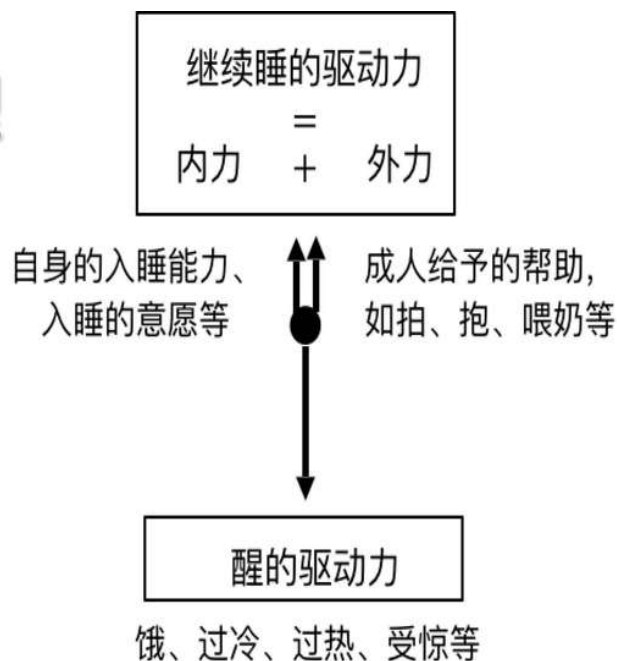 继续睡的驱动力
=
内力 + 外力
自身的入睡能力、
入睡的意愿等
成人给予的帮助,
如拍、抱、喂奶等
醒的驱动力
饿、过冷、过热、受惊等